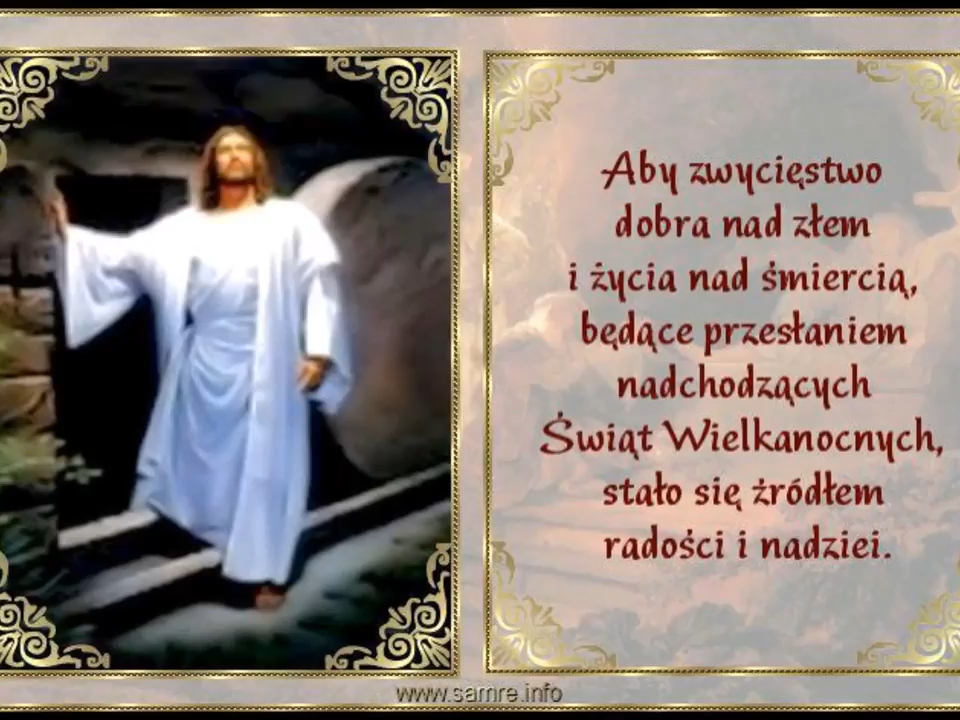 Aby zwycięstwo
dobra nad złem
i życia nad śmiercią,
będące przesłaniem
nadchodzących
Świąt Wielkanocnych,
stało się źródłem
radości i nadziei.
www.samre.info